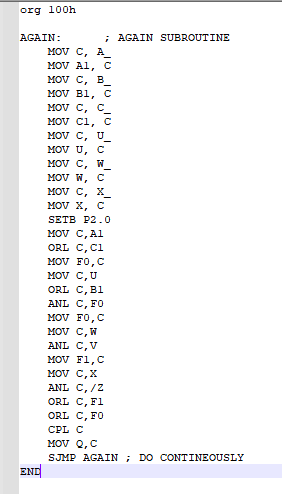 org 100h
AGAIN: ; AGAIN SUBROUTINE
MOV C, A_
MOV A1, C
MOV C, B_
MOV B1, C
MOV C, C_
MOV C1, C
MOV C, U_
MOV U, C
MOV C, W_
MOV W, C
MOV C, X_
MOV X, C
SETB P2.0
MOV C,A1
ORL C,C1
MOV F0,C
MOV C,U
ORL C,B1
ANL C,F0
MOV F0,C
MOV C,W
ANL C,V
MOV F1,C
MOV C,X
ANL C,/Z
ORL C,F1
ORL C,F0
CPL C
MOV Q,C
SJMP AGAIN ; DO CONTINEOUSLY
END